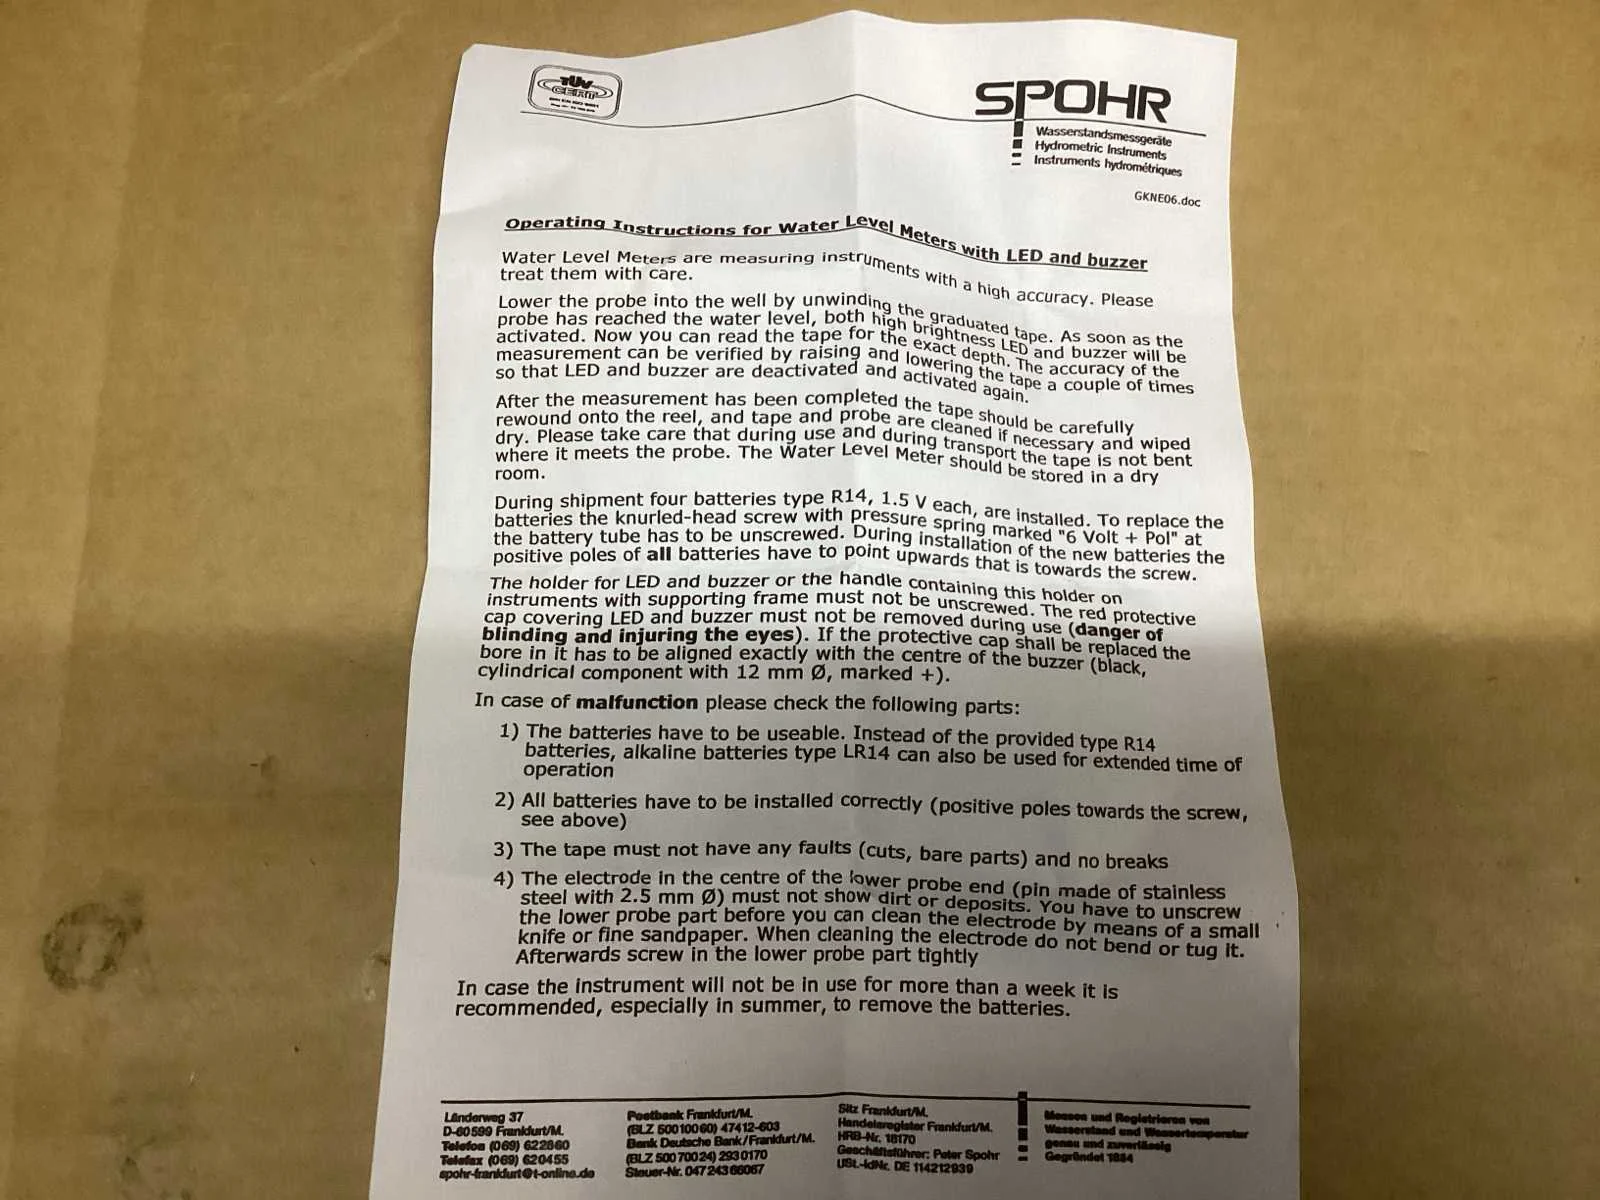 TÜV
CERT
SPOHR
Wasserstandsmessgeräte
Hydrometric Instruments
Instruments hydrométriques
GKNE06.doc
Operating Instructions for Water Level Meters with LED and buzzer
Water Level Meters are measuring instruments with a high accuracy. Please
treat them with care.
Lower the probe into the well by unwinding the graduated tape. As soon as the
probe has reached the water level, both high brightness LED and buzzer will be
activated. Now you can read the tape for the exact depth. The accuracy of the
measurement can be verified by raising and lowering the tape a couple of times
so that LED and buzzer are deactivated and activated again.
After the measurement has been completed the tape should be carefully
rewound onto the reel, and tape and probe are cleaned if necessary and wiped
dry. Please take care that during use and during transport the tape is not bent
where it meets the probe. The Water Level Meter should be stored in a dry
room.
During shipment four batteries type R14, 1.5 V each, are installed. To replace the
batteries the knurled-head screw with pressure spring marked "6 Volt + Pol" at
the battery tube has to be unscrewed. During installation of the new batteries the
positive poles of all batteries have to point upwards that is towards the screw.
The holder for LED and buzzer or the handle containing this holder on
instruments with supporting frame must not be unscrewed. The red protective
cap covering LED and buzzer must not be removed during use (danger of
blinding and injuring the eyes). If the protective cap shall be replaced the
bore in it has to be aligned exactly with the centre of the buzzer (black,
cylindrical component with 12 mm Ø, marked +).
In case of malfunction please check the following parts:
1) The batteries have to be useable. Instead of the provided type R14
batteries, alkaline batteries type LR14 can also be used for extended time of
operation
2) All batteries have to be installed correctly (positive poles towards the screw,
see above)
3) The tape must not have any faults (cuts, bare parts) and no breaks
4) The electrode in the centre of the lower probe end (pin made of stainless
steel with 2.5 mm Ø) must not show dirt or deposits. You have to unscrew
the lower probe part before you can clean the electrode by means of a small
knife or fine sandpaper. When cleaning the electrode do not bend or tug it.
Afterwards screw in the lower probe part tightly
In case the instrument will not be in use for more than a week it is
recommended, especially in summer, to remove the batteries.
Länderweg 37
D-60599 Frankfurt/M.
Telefon (069) 622860
Telefax (069) 620455
spohr-frankfurt@t-online.de
Postbank Frankfurt/M.
(BLZ 500 100 60) 47412-603
Bank Deutsche Bank/Frankfurt/M.
(BLZ 500 700 24) 293 0170
Steuer-Nr. 047 243 66067
Sitz Frankfurt/M.
Handelsregister Frankfurt/M.
HRB-Nr. 18170
Geschäftsführer: Peter Spohr
USt.-IdNr. DE 114212939
Messen und Registrieren von
Wasserstand und Wassertemperatur
genau und zuverlässig
Gegründet 1884